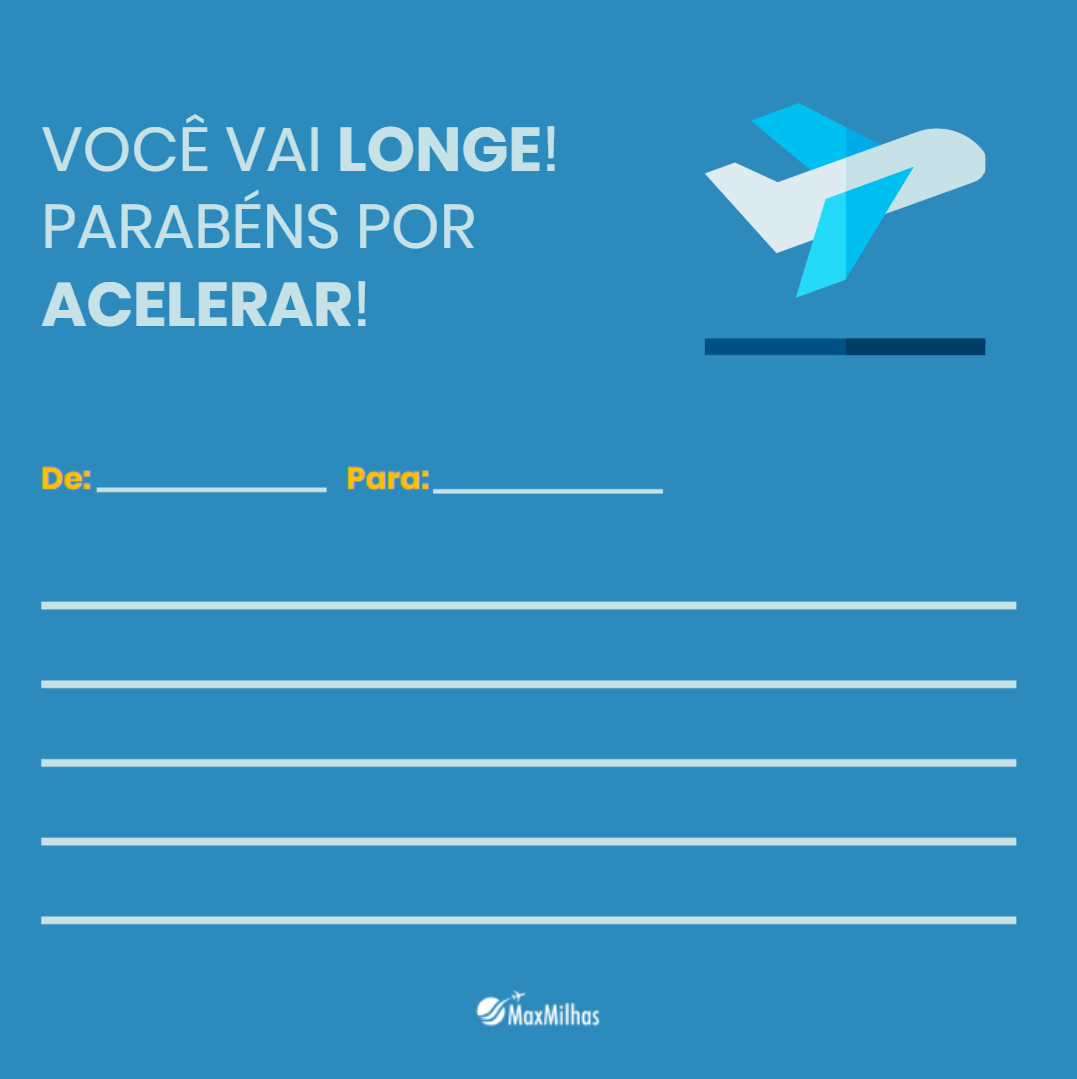 VOCÊ VAI LONGE!
PARABÉNS POR
ACELERAR!
De: Para:
MaxMilhas